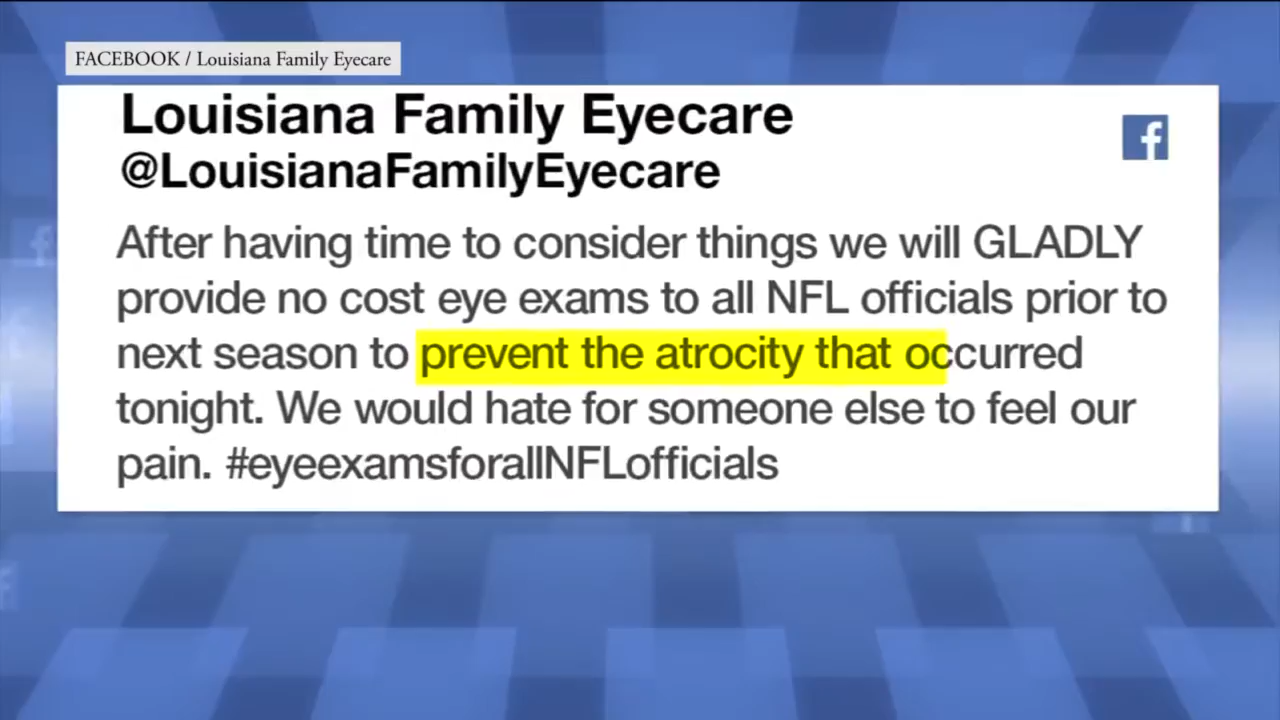 FACEBOOK / Louisiana Family Eyecare
Louisiana Family Eyecare
@LouisianaFamilyEyecare
After having time to consider things we will GLADLY
provide no cost eye exams to all NFL officials prior to
next season to prevent the atrocity that occurred
tonight. We would hate for someone else to feel our
pain. #eyeexamsforallNFLofficials